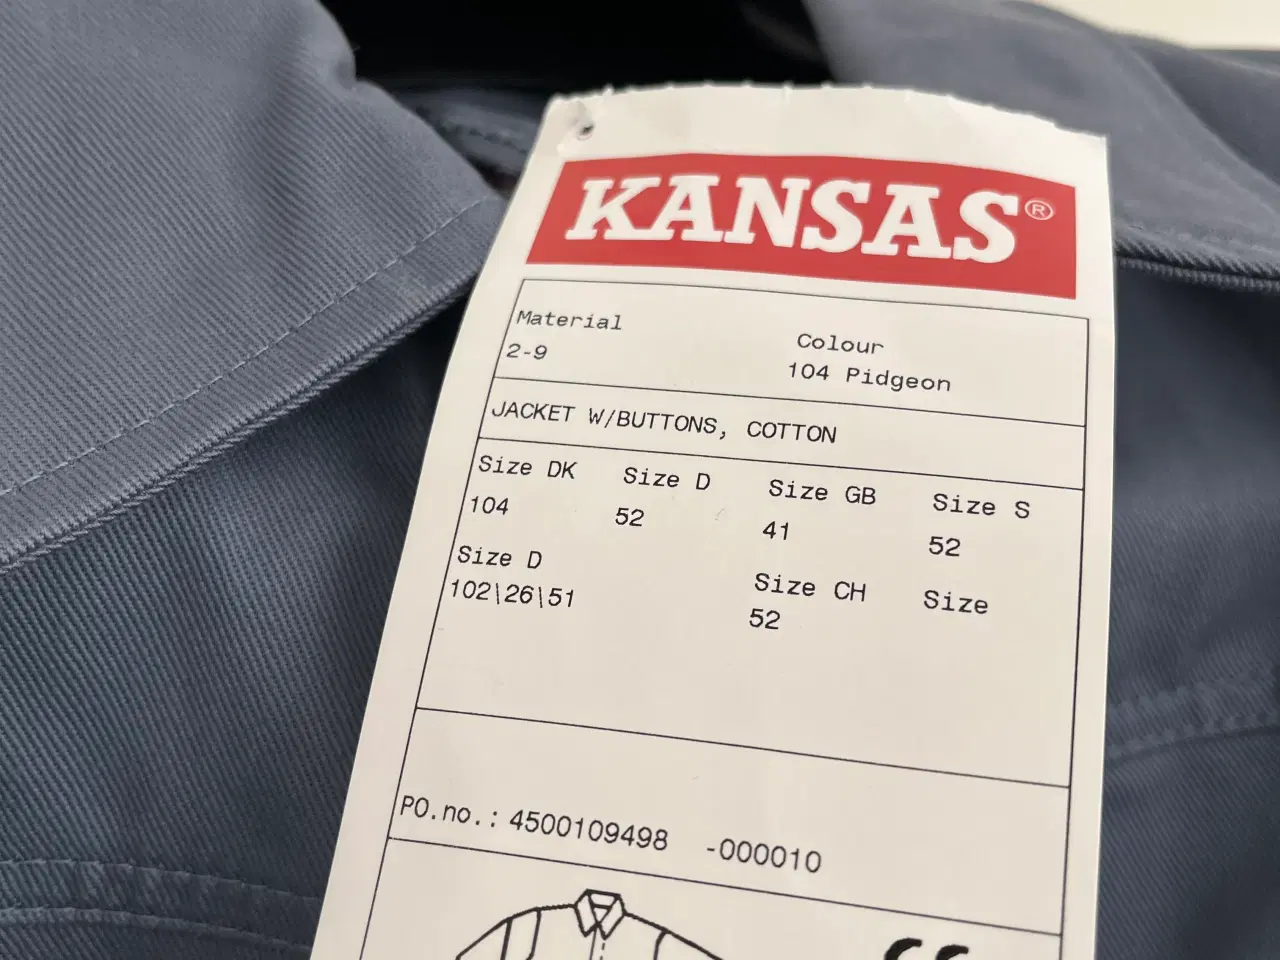 KANSAS®
Material Colour
2-9 104 Pidgeon
JACKET W/BUTTONS, COTTON
Size DK Size D Size GB Size S
104 52 41 52
Size D Size CH Size
102\26\51 52
PO.no.: 4500109498 -000010